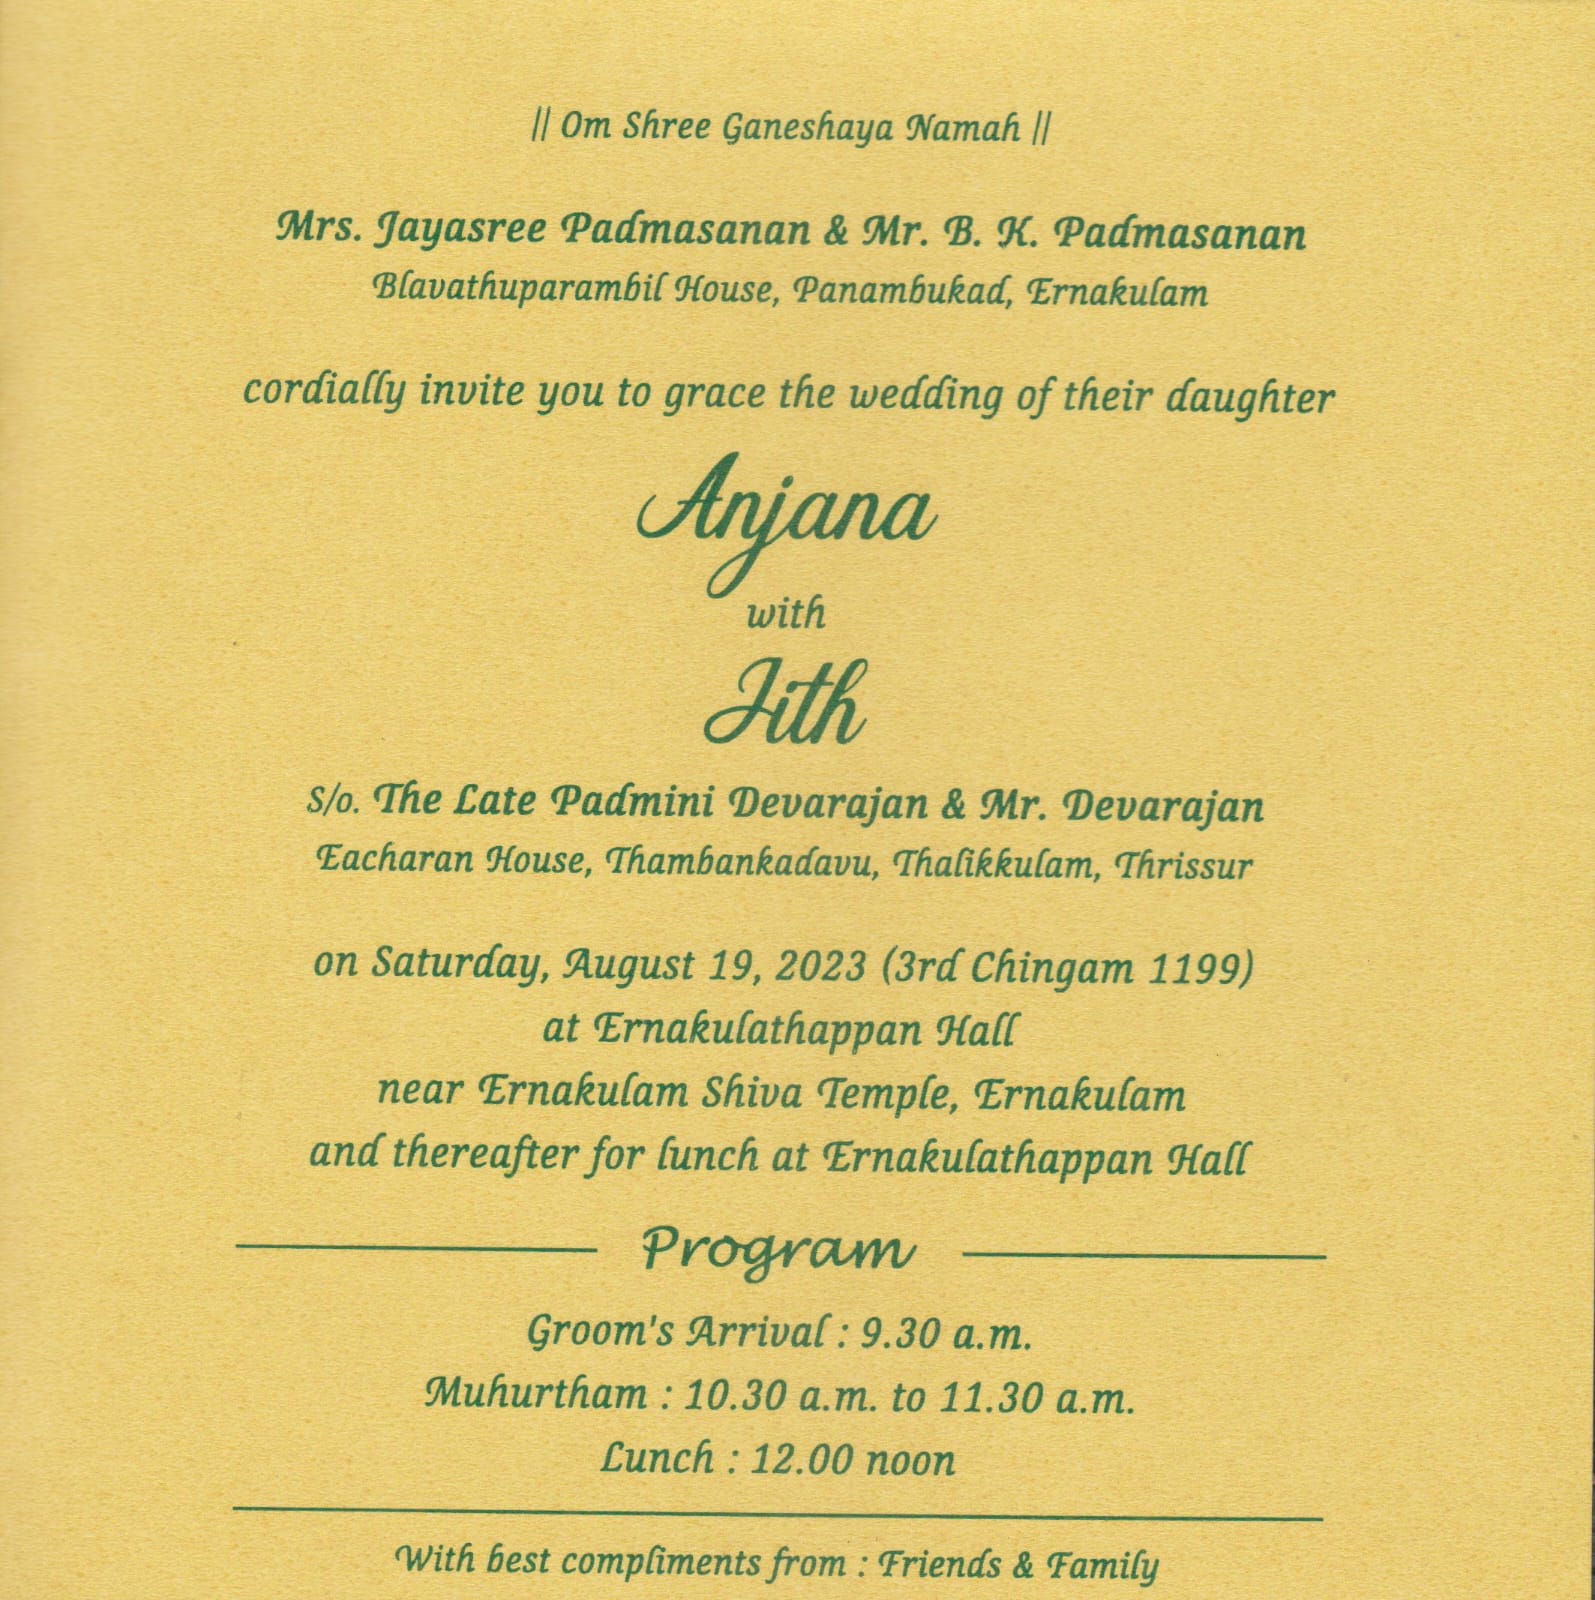 || Om Shree Ganeshaya Namah ||
Mrs. Jayasree Padmasanan & Mr. B. K. Padmasanan
Blavathuparambil House, Panambukad, Ernakulam
cordially invite you to grace the wedding of their daughter
Anjana
with
Jith
S/o. The Late Padmini Devarajan & Mr. Devarajan
Eacharan House, Thambankadavu, Thalikkulam, Thrissur
on Saturday, August 19, 2023 (3rd Chingam 1199)
at Ernakulathappan Hall
near Ernakulam Shiva Temple, Ernakulam
and thereafter for lunch at Ernakulathappan Hall
Program
Groom's Arrival : 9.30 a.m.
Muhurtham : 10.30 a.m. to 11.30 a.m.
Lunch : 12.00 noon
With best compliments from : Friends & Family